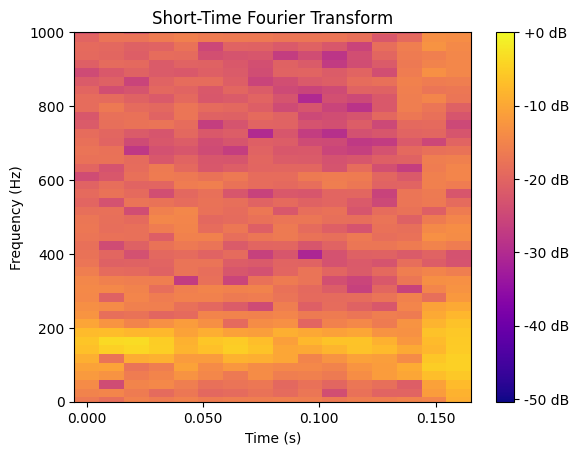 Short-Time Fourier Transform
1000
800
600
400
200
0
Frequency (Hz)
0.000
0.050
0.100
0.150
Time (s)
+0 dB
-10 dB
-20 dB
-30 dB
-40 dB
-50 dB